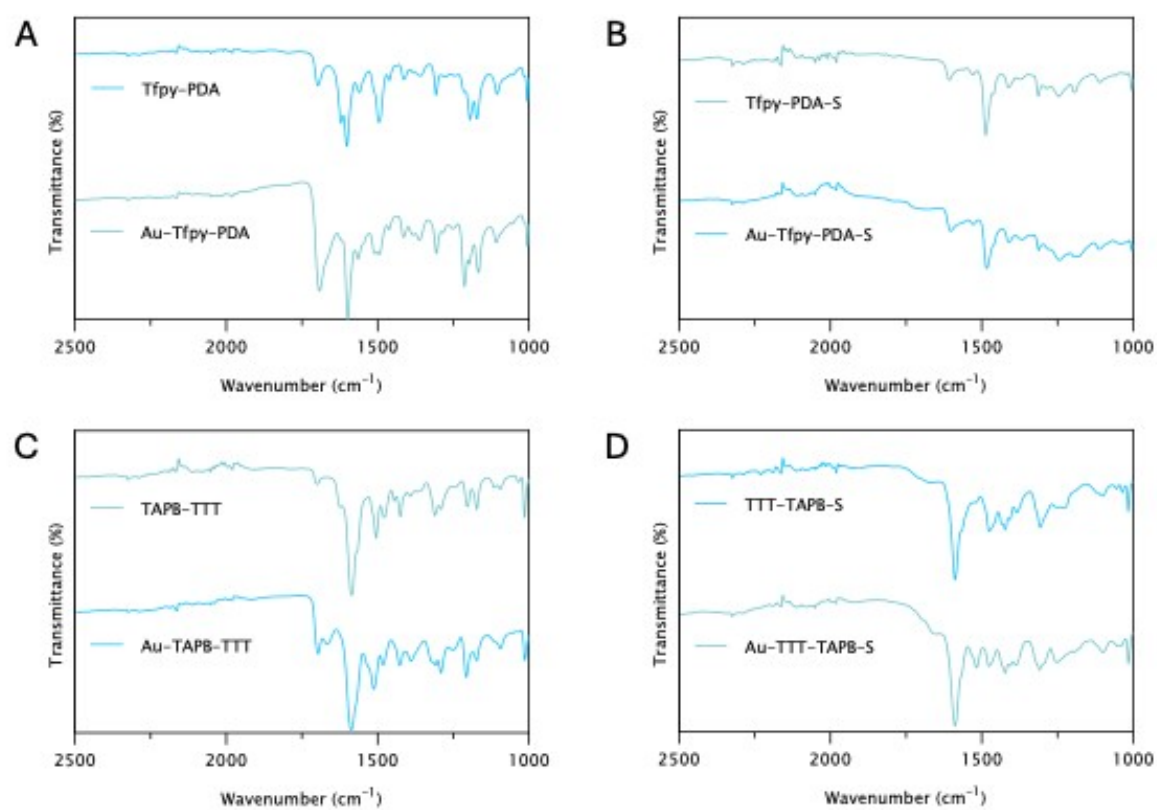 A
Transmittance (%)
Tfpy-PDA
Au-Tfpy-PDA
2500 2000 1500 1000
Wavenumber (cm⁻¹)
B
Transmittance (%)
Tfpy-PDA-S
Au-Tfpy-PDA-S
2500 2000 1500 1000
Wavenumber (cm⁻¹)
C
Transmittance (%)
TAPB-TTT
Au-TAPB-TTT
2500 2000 1500 1000
Wavenumber (cm⁻¹)
D
Transmittance (%)
TTT-TAPB-S
Au-TTT-TAPB-S
2500 2000 1500 1000
Wavenumber (cm⁻¹)